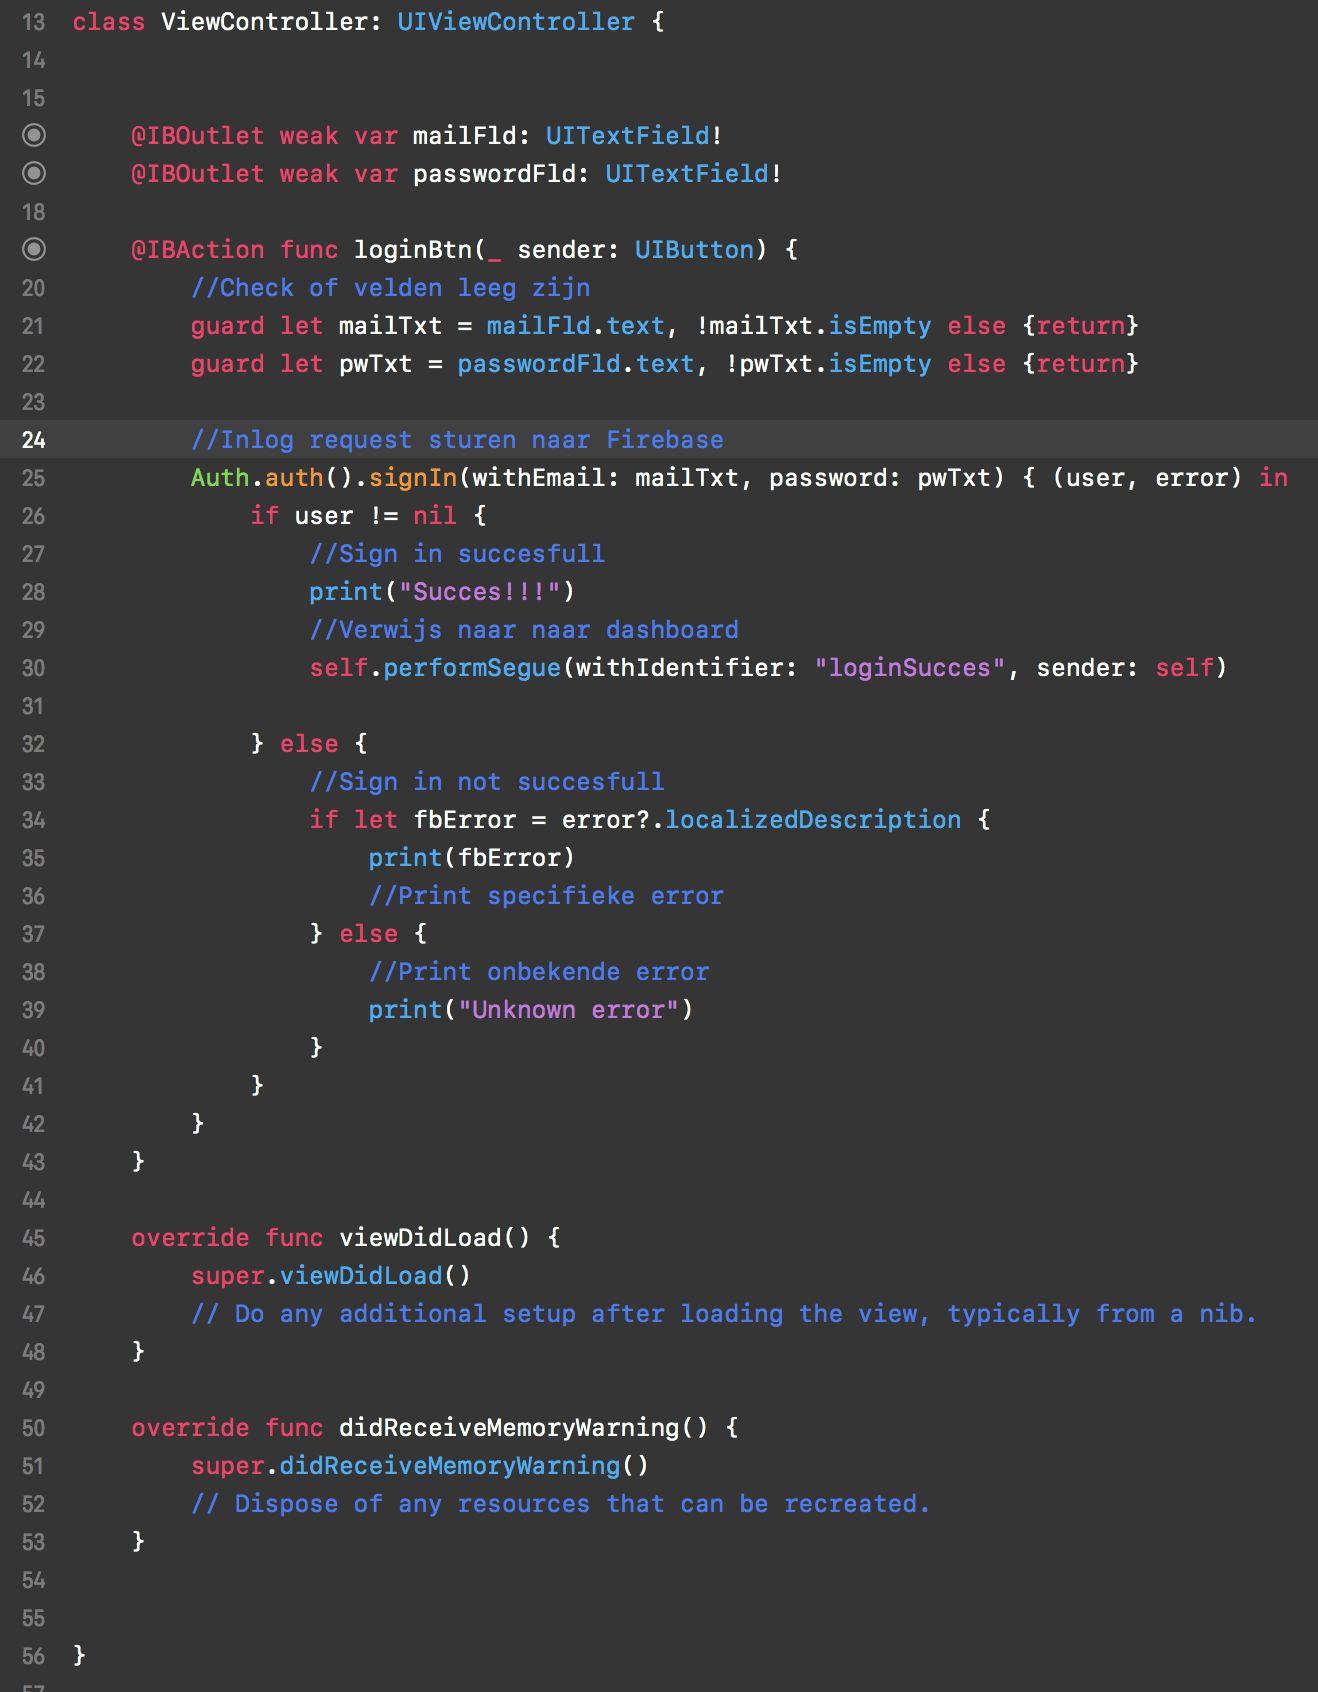 13 class ViewController: UIViewController {
14
15
@IBOutlet weak var mailFld: UITextField!
@IBOutlet weak var passwordFld: UITextField!
18
@IBAction func loginBtn(_ sender: UIButton) {
20 //Check of velden leeg zijn
21 guard let mailTxt = mailFld.text, !mailTxt.isEmpty else {return}
22 guard let pwTxt = passwordFld.text, !pwTxt.isEmpty else {return}
23
24 //Inlog request sturen naar Firebase
25 Auth.auth().signIn(withEmail: mailTxt, password: pwTxt) { (user, error) in
26 if user != nil {
27 //Sign in succesfull
28 print("Succes!!!")
29 //Verwijs naar naar dashboard
30 self.performSegue(withIdentifier: "loginSucces", sender: self)
31
32 } else {
33 //Sign in not succesfull
34 if let fbError = error?.localizedDescription {
35 print(fbError)
36 //Print specifieke error
37 } else {
38 //Print onbekende error
39 print("Unknown error")
40 }
41 }
42 }
43 }
44
45 override func viewDidLoad() {
46 super.viewDidLoad()
47 // Do any additional setup after loading the view, typically from a nib.
48 }
49
50 override func didReceiveMemoryWarning() {
51 super.didReceiveMemoryWarning()
52 // Dispose of any resources that can be recreated.
53 }
54
55
56 }
57